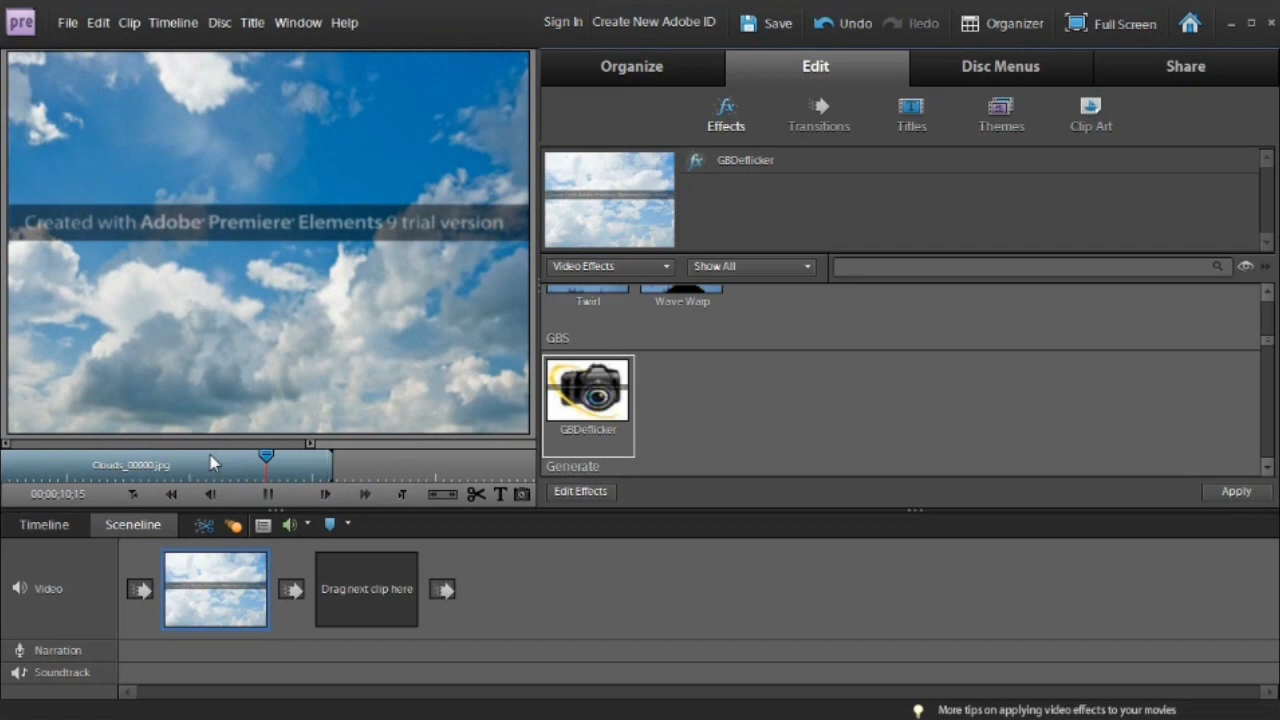 pre File Edit Clip Timeline Disc Title Window Help Sign In Create New Adobe ID Save Undo Redo Organizer Full Screen
Organize Edit Disc Menus Share
Effects Transitions Titles Themes Clip Art
GBDeflicker
Created with Adobe Premiere Elements 9 trial version
Video Effects Show All
Twirl Wave Warp
GBS
GBDeflicker
Generate
Clouds_00000.jpg
00;00;10;15
Edit Effects Apply
Timeline Sceneline
Video Drag next clip here
Narration
Soundtrack
More tips on applying video effects to your movies